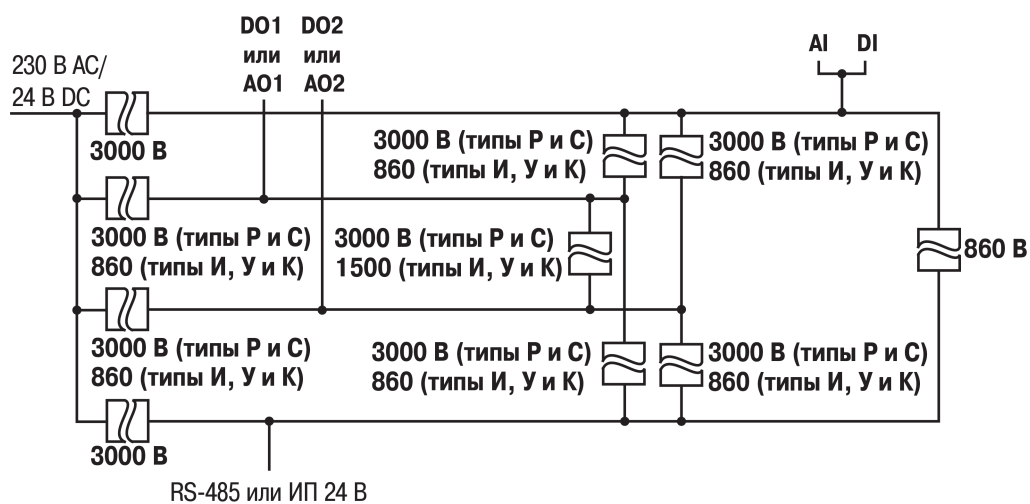 DO1 DO2
или или
AO1 AO2
AI DI
230 В AC/
24 В DC
3000 В
3000 В (типы Р и С)
860 (типы И, У и К)
3000 В (типы Р и С)
860 (типы И, У и К)
3000 В (типы Р и С)
860 (типы И, У и К)
3000 В (типы Р и С)
1500 (типы И, У и К)
860 В
3000 В (типы Р и С)
860 (типы И, У и К)
3000 В (типы Р и С)
860 (типы И, У и К)
3000 В (типы Р и С)
860 (типы И, У и К)
3000 В
RS-485 или ИП 24 В